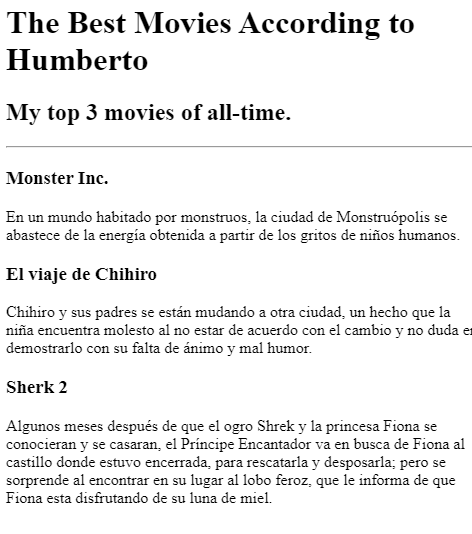 The Best Movies According to
Humberto
My top 3 movies of all-time.
Monster Inc.
En un mundo habitado por monstruos, la ciudad de Monstruópolis se
abastece de la energía obtenida a partir de los gritos de niños humanos.
El viaje de Chihiro
Chihiro y sus padres se están mudando a otra ciudad, un hecho que la
niña encuentra molesto al no estar de acuerdo con el cambio y no duda en
demostrarlo con su falta de ánimo y mal humor.
Sherk 2
Algunos meses después de que el ogro Shrek y la princesa Fiona se
conocieran y se casaran, el Príncipe Encantador va en busca de Fiona al
castillo donde estuvo encerrada, para rescatarla y desposarla; pero se
sorprende al encontrar en su lugar al lobo feroz, que le informa de que
Fiona esta disfrutando de su luna de miel.